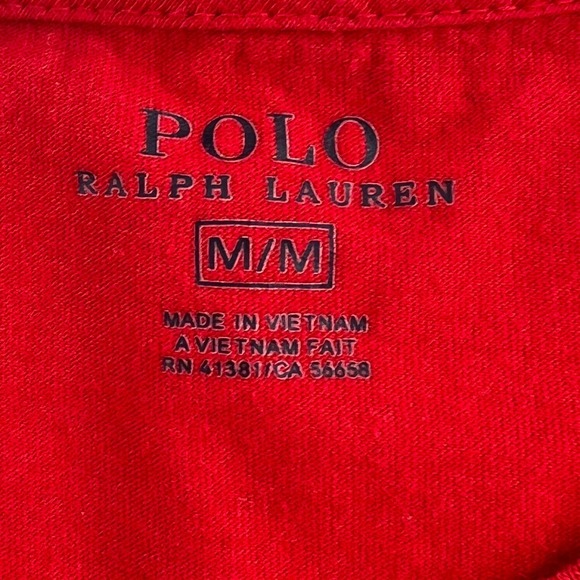 POLO
RALPH LAUREN
M/M
MADE IN VIETNAM
A VIETNAM FAIT
RN 41381/CA 56658